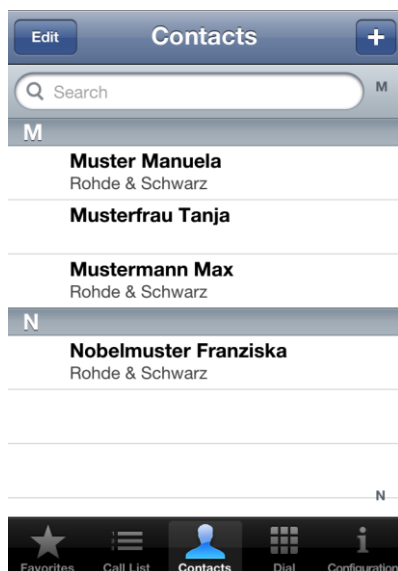 Edit
Contacts
+
Search
M
M
Muster Manuela
Rohde & Schwarz
Musterfrau Tanja
Mustermann Max
Rohde & Schwarz
N
Nobelmuster Franziska
Rohde & Schwarz
N
Favorites
Call List
Contacts
Dial
Configuration